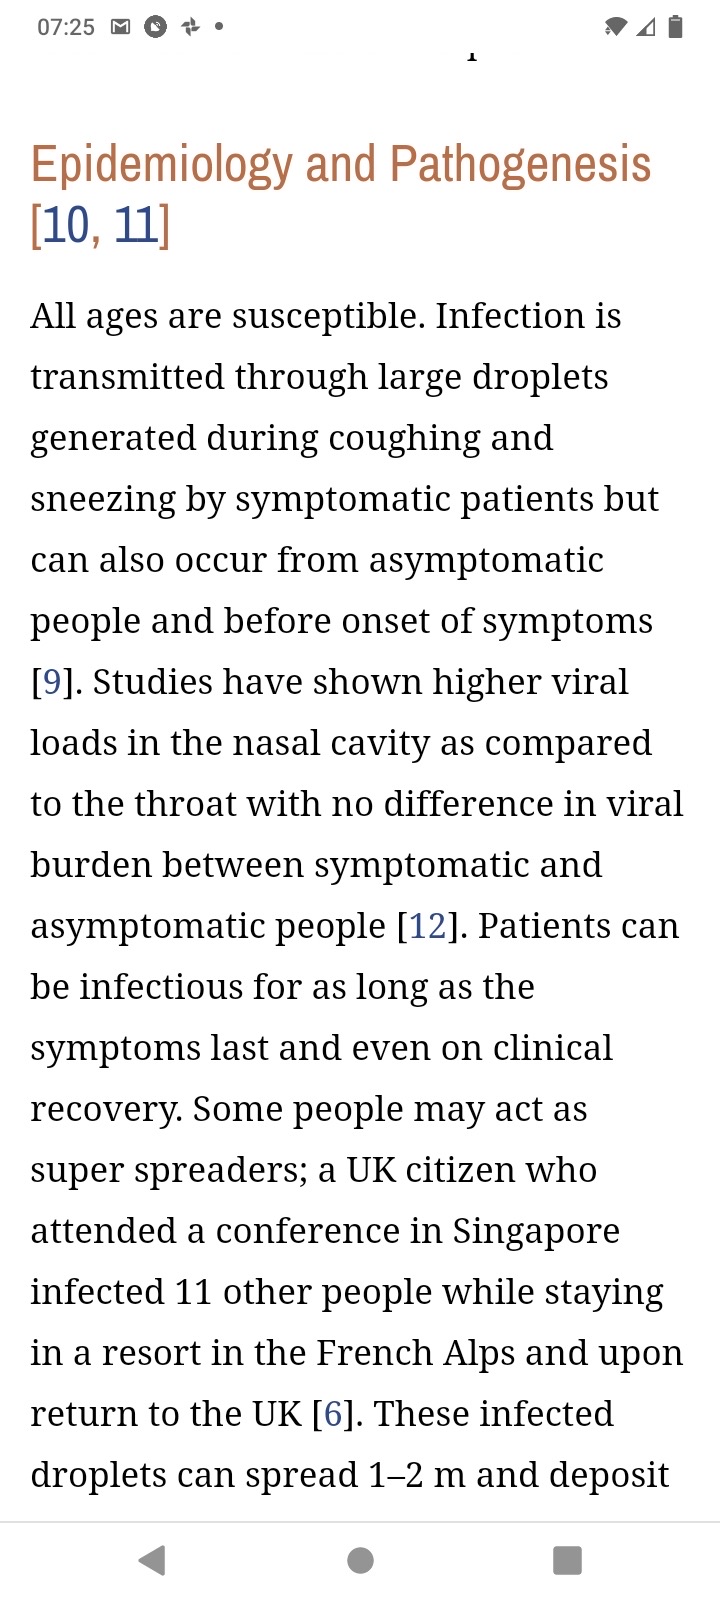 07:25
Epidemiology and Pathogenesis
[10, 11]
All ages are susceptible. Infection is
transmitted through large droplets
generated during coughing and
sneezing by symptomatic patients but
can also occur from asymptomatic
people and before onset of symptoms
[9]. Studies have shown higher viral
loads in the nasal cavity as compared
to the throat with no difference in viral
burden between symptomatic and
asymptomatic people [12]. Patients can
be infectious for as long as the
symptoms last and even on clinical
recovery. Some people may act as
super spreaders; a UK citizen who
attended a conference in Singapore
infected 11 other people while staying
in a resort in the French Alps and upon
return to the UK [6]. These infected
droplets can spread 1–2 m and deposit